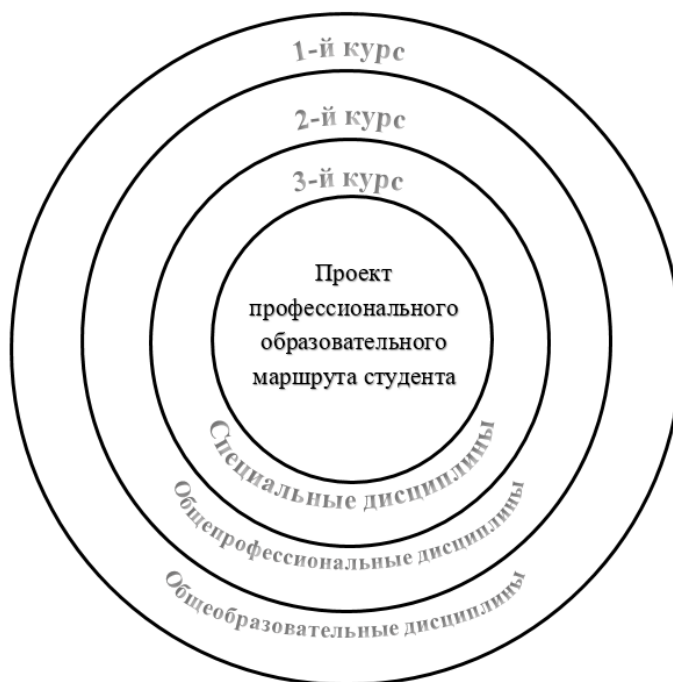 1-й курс
2-й курс
3-й курс
Проект
профессионального
образовательного
маршрута студента
Специальные дисциплины
Общепрофессиональные дисциплины
Общеобразовательные дисциплины